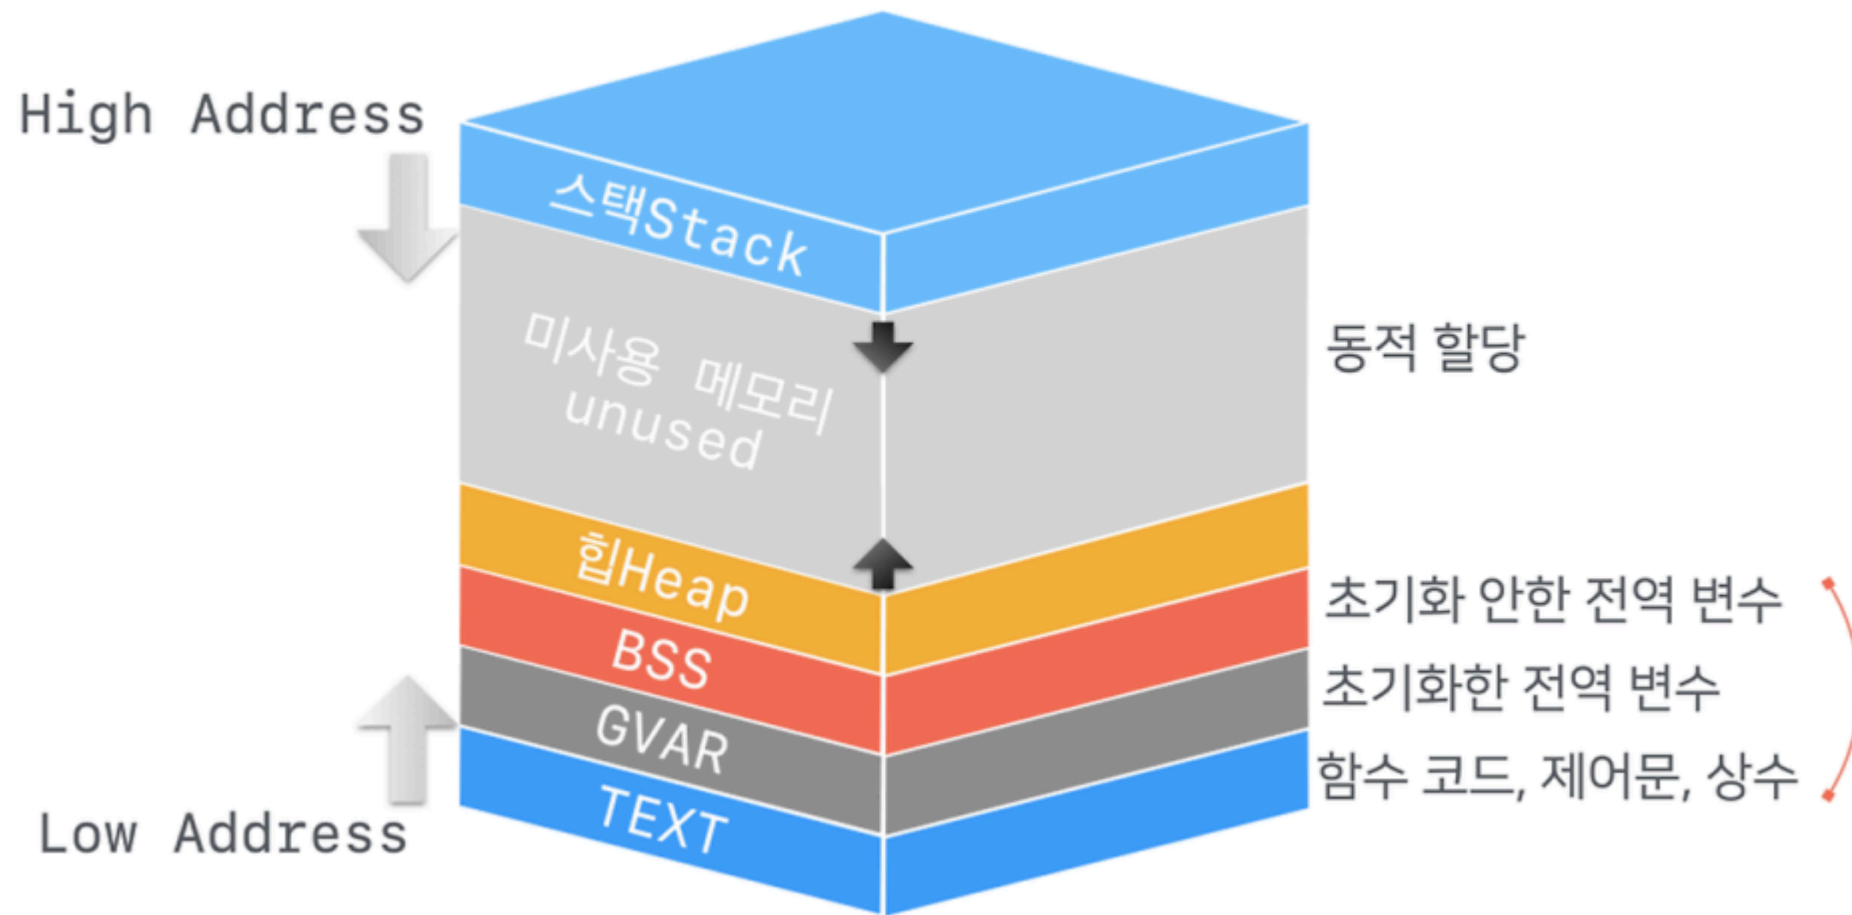 High Address
스택Stack
미사용 메모리
unused
동적 할당
힙Heap
초기화 안한 전역 변수
BSS
초기화한 전역 변수
GVAR
함수 코드, 제어문, 상수
TEXT
Low Address